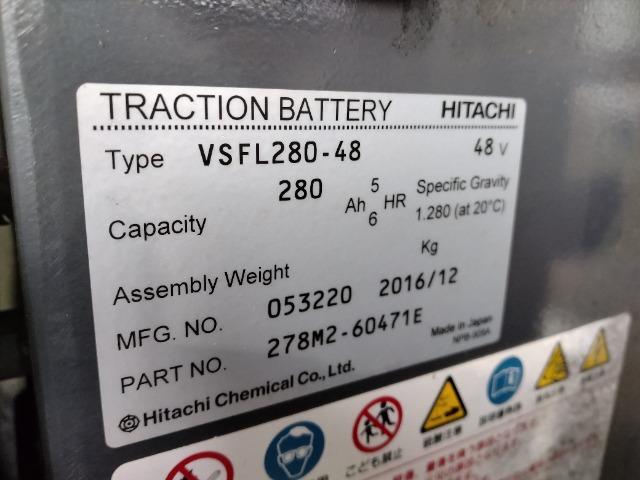 TRACTION BATTERY HITACHI
Type VSFL280-48 48 V
Capacity 280 Ah 5 6 HR Specific Gravity
1.280 (at 20°C)
Assembly Weight Kg
MFG. NO. 053220 2016/12
PART NO. 278M2-60471E Made in Japan
Hitachi Chemical Co., Ltd.
こども禁止